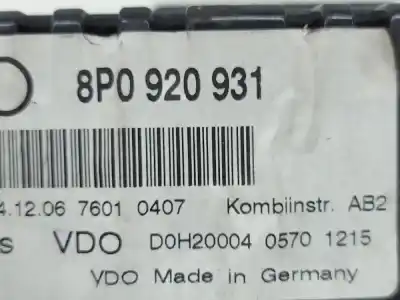 8P0 920 931
4.12.06 7601 0407 Kombiinstr. AB2
s VDO D0H20004 0570 1215
VDO Made in Germany